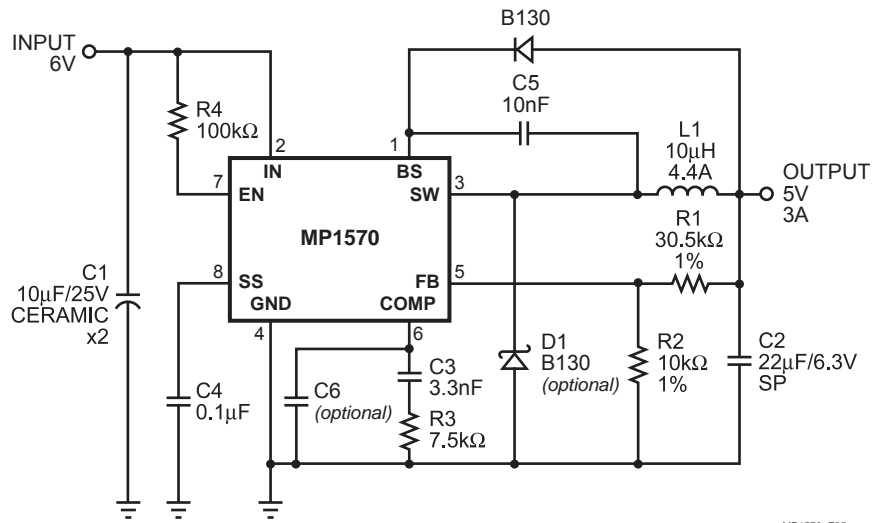 B130
INPUT
6V
C5
10nF
R4
100kΩ
L1
10µH
4.4A
2
1
OUTPUT
5V
3A
IN
BS
7
EN
SW
3
R1
30.5kΩ
1%
MP1570
8
SS
FB
5
C1
10µF/25V
CERAMIC
x2
GND
COMP
4
6
D1
B130
(optional)
R2
10kΩ
1%
C2
22µF/6.3V
SP
C3
3.3nF
C4
0.1µF
C6
(optional)
R3
7.5kΩ